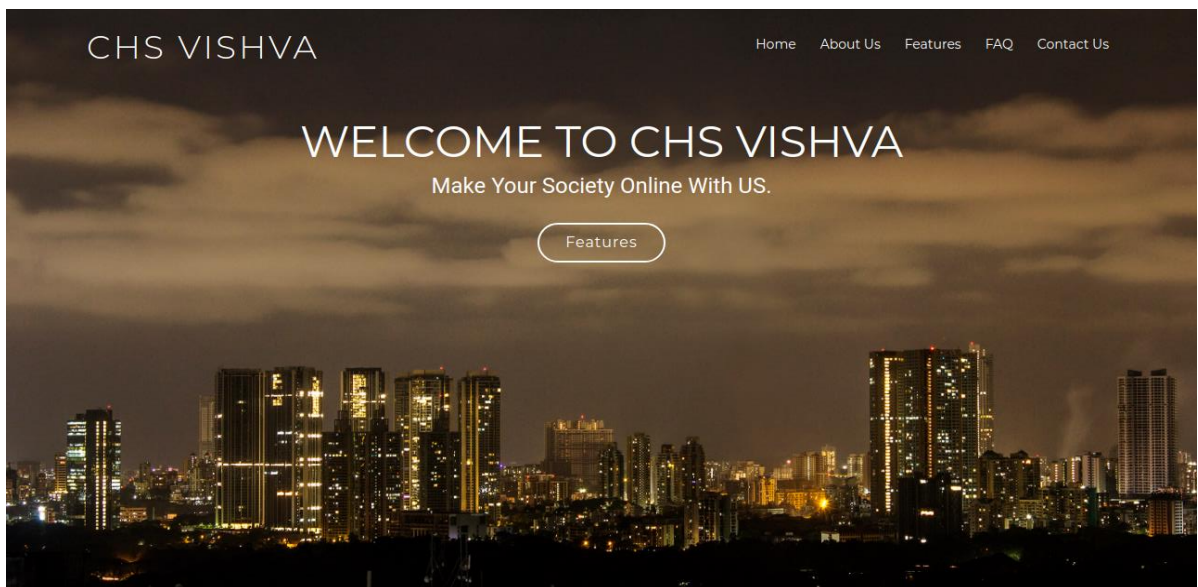 CHS VISHVA
Home About Us Features FAQ Contact Us
WELCOME TO CHS VISHVA
Make Your Society Online With US.
Features